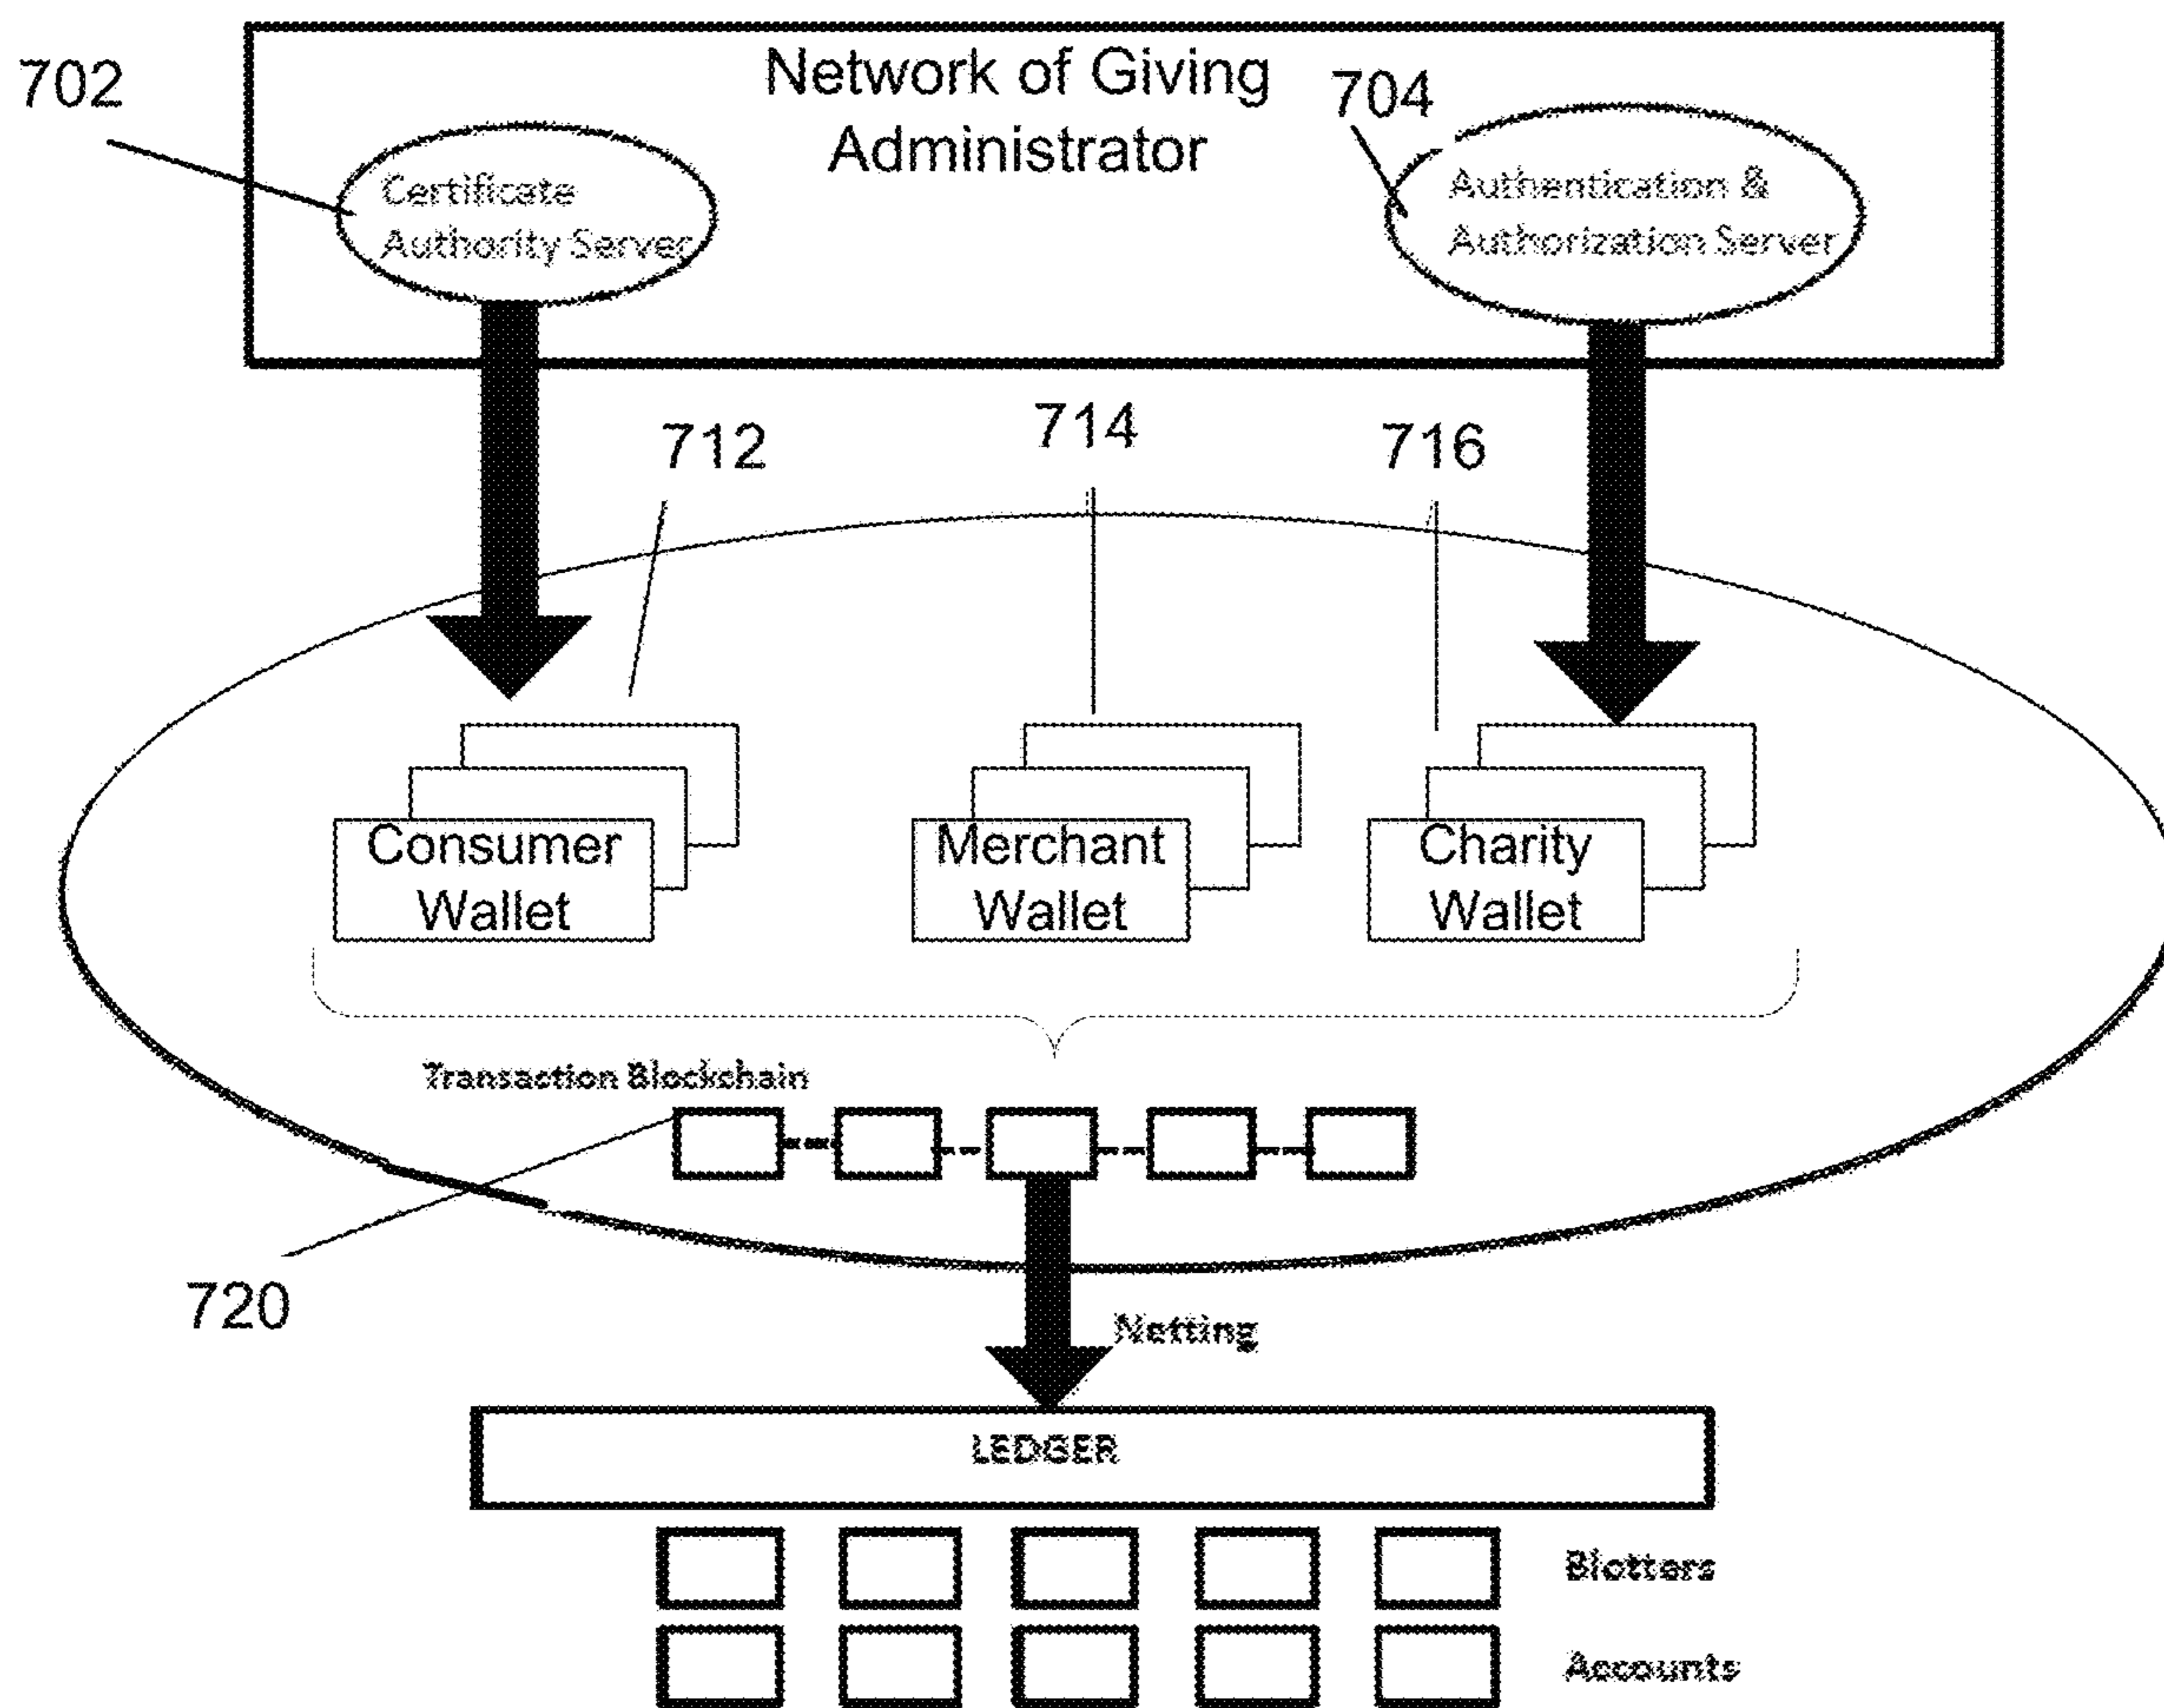 Network of Giving
Administrator
702
704
Certificate
Authority Server
Authentication &
Authorization Server
712
714
716
Consumer
Wallet
Merchant
Wallet
Charity
Wallet
Transaction Blockchain
720
Netting
LEDGER
Blotters
Accounts